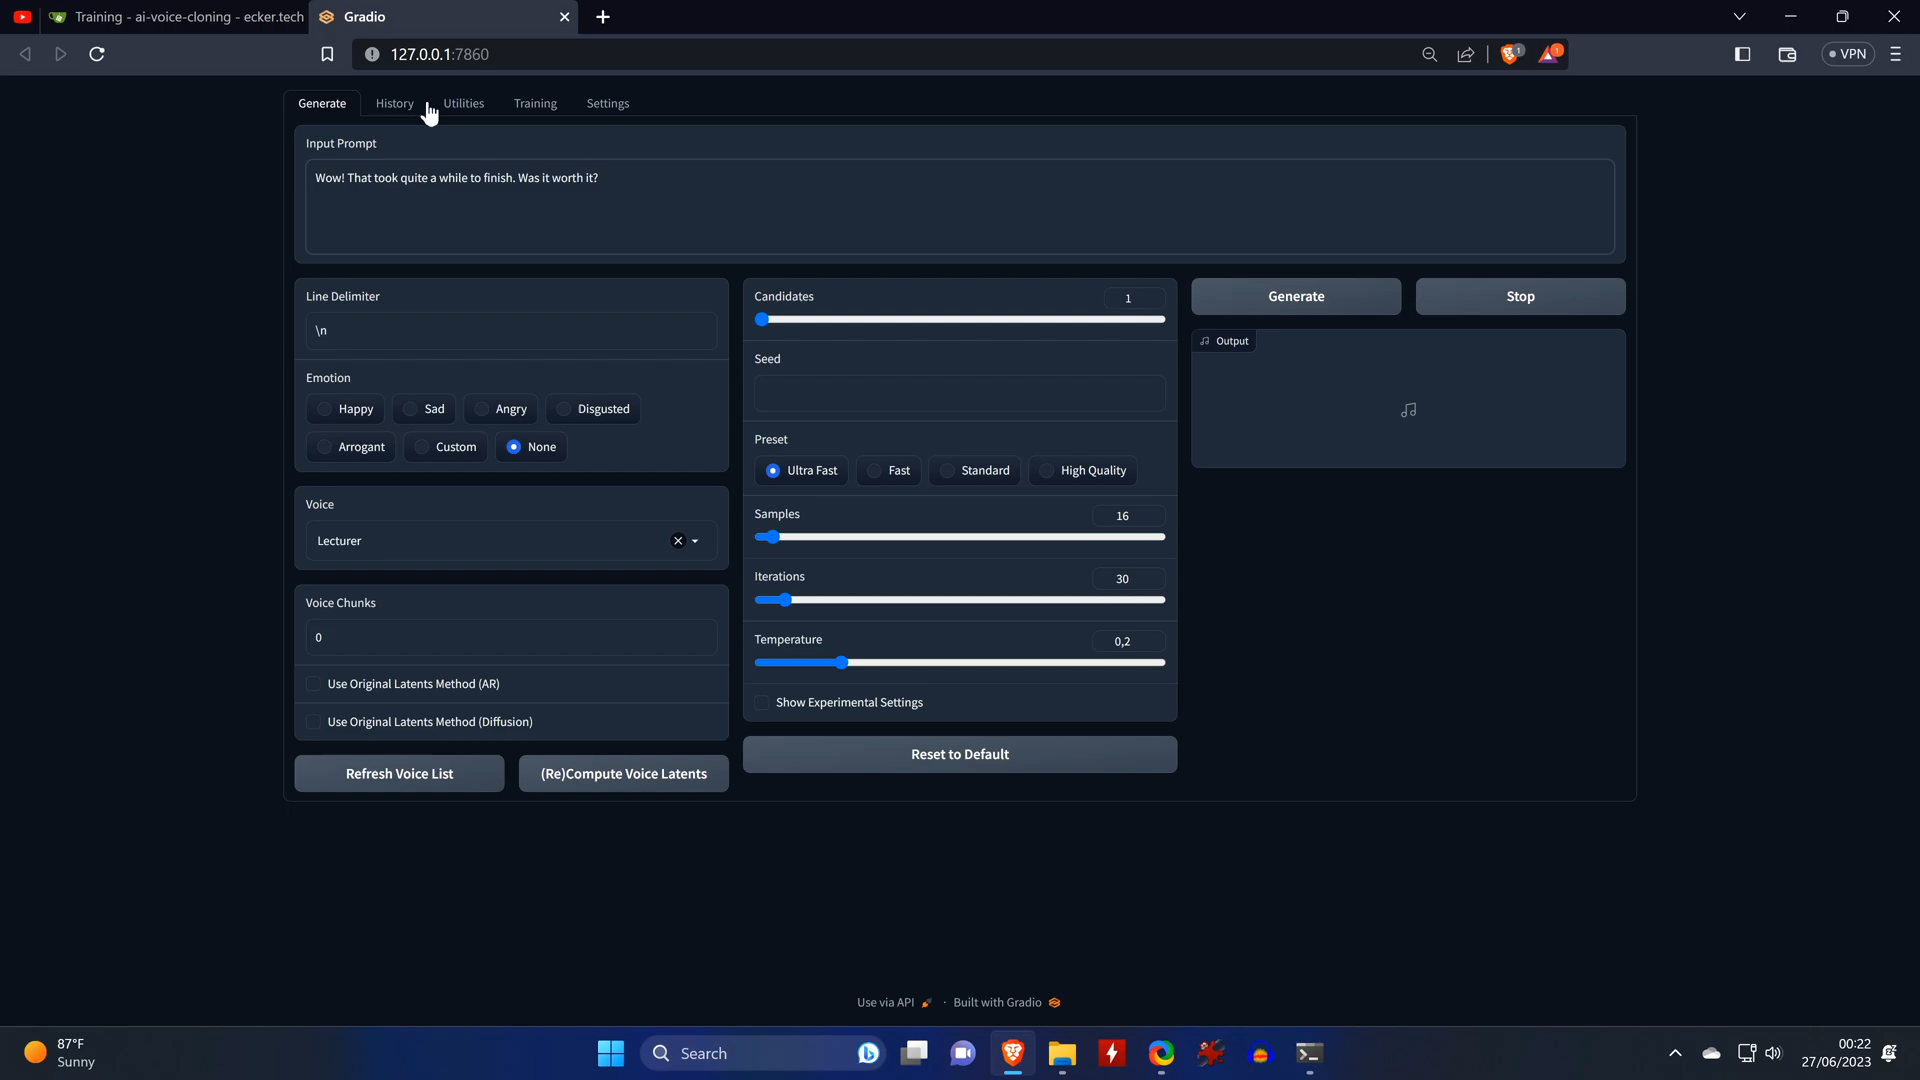 Training - ai-voice-cloning - ecker.tech
Gradio
127.0.0.1:7860
1
1
VPN
Generate
History
Utilities
Training
Settings
Input Prompt
Wow! That took quite a while to finish. Was it worth it?
Line Delimiter
\n
Emotion
Happy
Sad
Angry
Disgusted
Arrogant
Custom
None
Voice
Lecturer
Voice Chunks
0
Use Original Latents Method (AR)
Use Original Latents Method (Diffusion)
Refresh Voice List
(Re)Compute Voice Latents
Candidates
1
Seed
Preset
Ultra Fast
Fast
Standard
High Quality
Samples
16
Iterations
30
Temperature
0,2
Show Experimental Settings
Reset to Default
Generate
Stop
Output
Use via API
·
Built with Gradio
87°F
Sunny
Search
00:22
27/06/2023